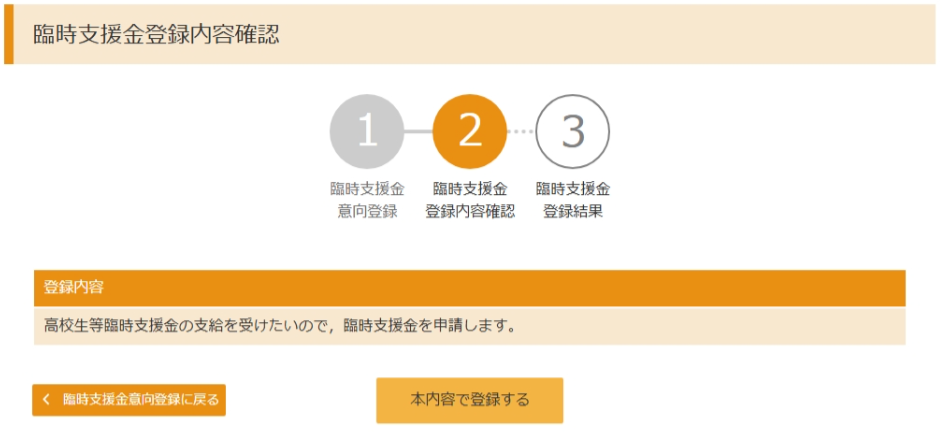 臨時支援金登録内容確認
1
2
3
臨時支援金
意向登録
臨時支援金
登録内容確認
臨時支援金
登録結果
登録内容
高校生等臨時支援金の支給を受けたいので,臨時支援金を申請します。
臨時支援金意向登録に戻る
本内容で登録する